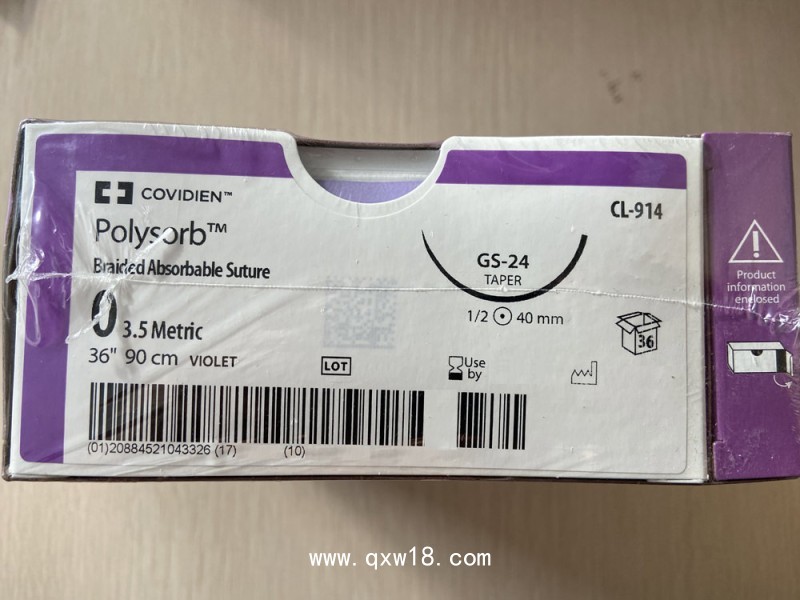 COVIDIEN™
Polysorb™
Braided Absorbable Suture
0 3.5 Metric
36" 90 cm VIOLET
LOT
Use
by
(01)20884521043326 (17) (10)
CL-914
GS-24
TAPER
1/2 40 mm
36
!
Product
information
enclosed
www.qxw18.com